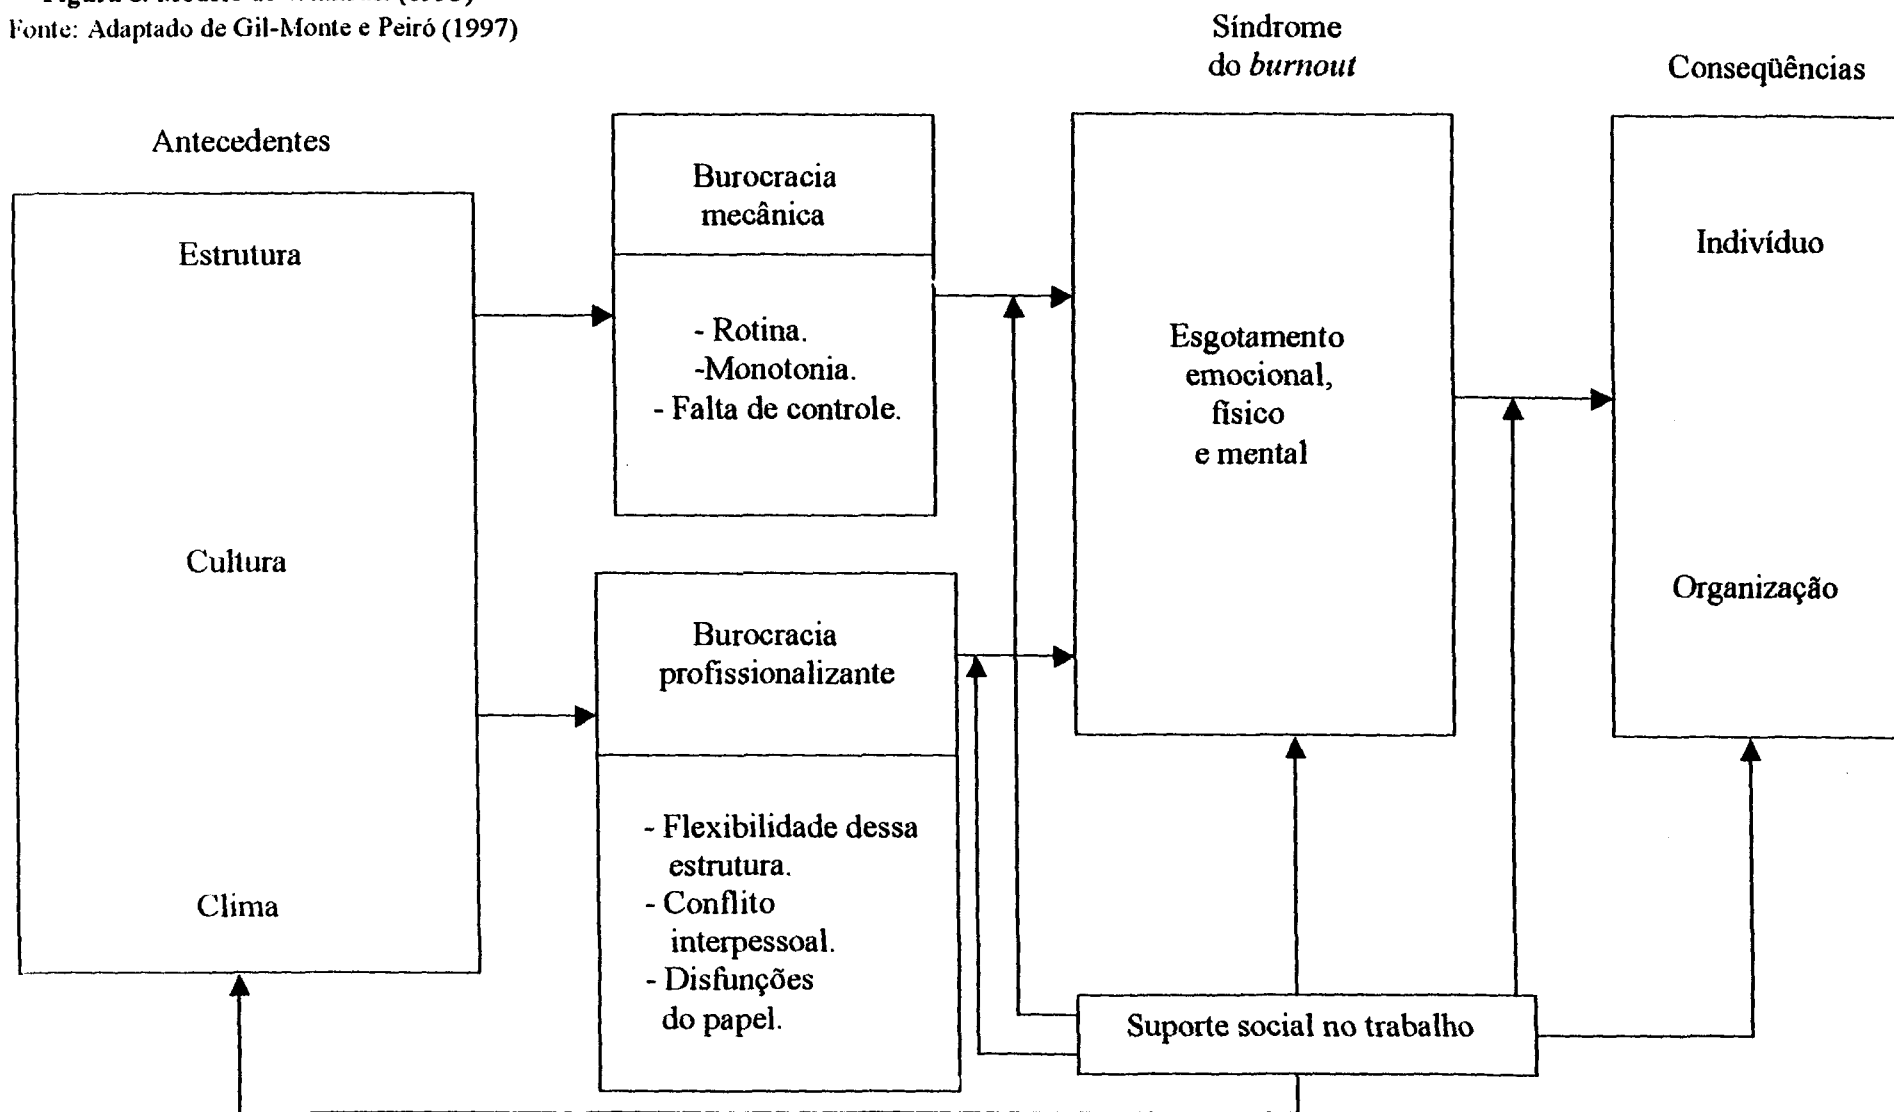 Fonte: Adaptado de Gil-Monte e Peiró (1997)
Síndrome
do burnout
Conseqüências
Antecedentes
Estrutura
Cultura
Clima
Burocracia
mecânica
- Rotina.
-Monotonia.
- Falta de controle.
Burocracia
profissionalizante
- Flexibilidade dessa
estrutura.
- Conflito
interpessoal.
- Disfunções
do papel.
Esgotamento
emocional,
físico
e mental
Indivíduo
Organização
Suporte social no trabalho